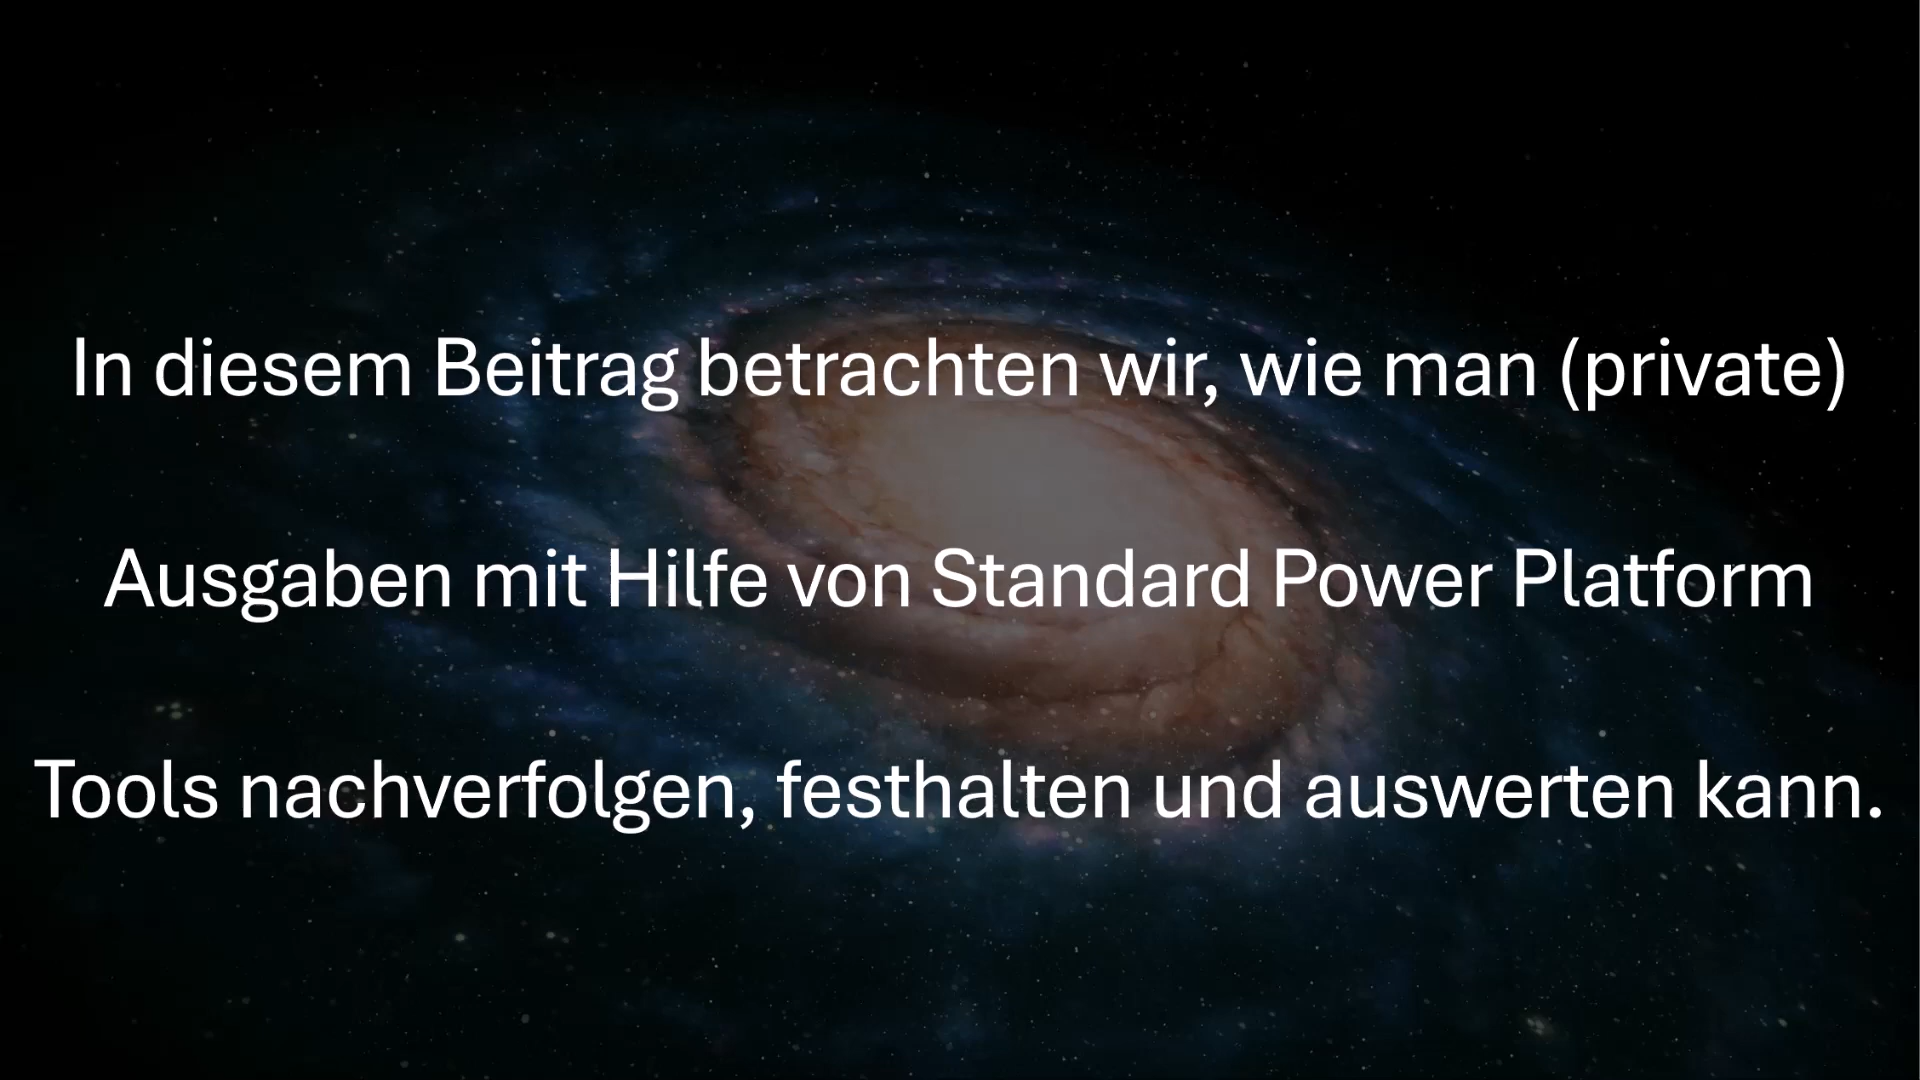 In diesem Beitrag betrachten wir, wie man (private)
Ausgaben mit Hilfe von Standard Power Platform
Tools nachverfolgen, festhalten und auswerten kann.